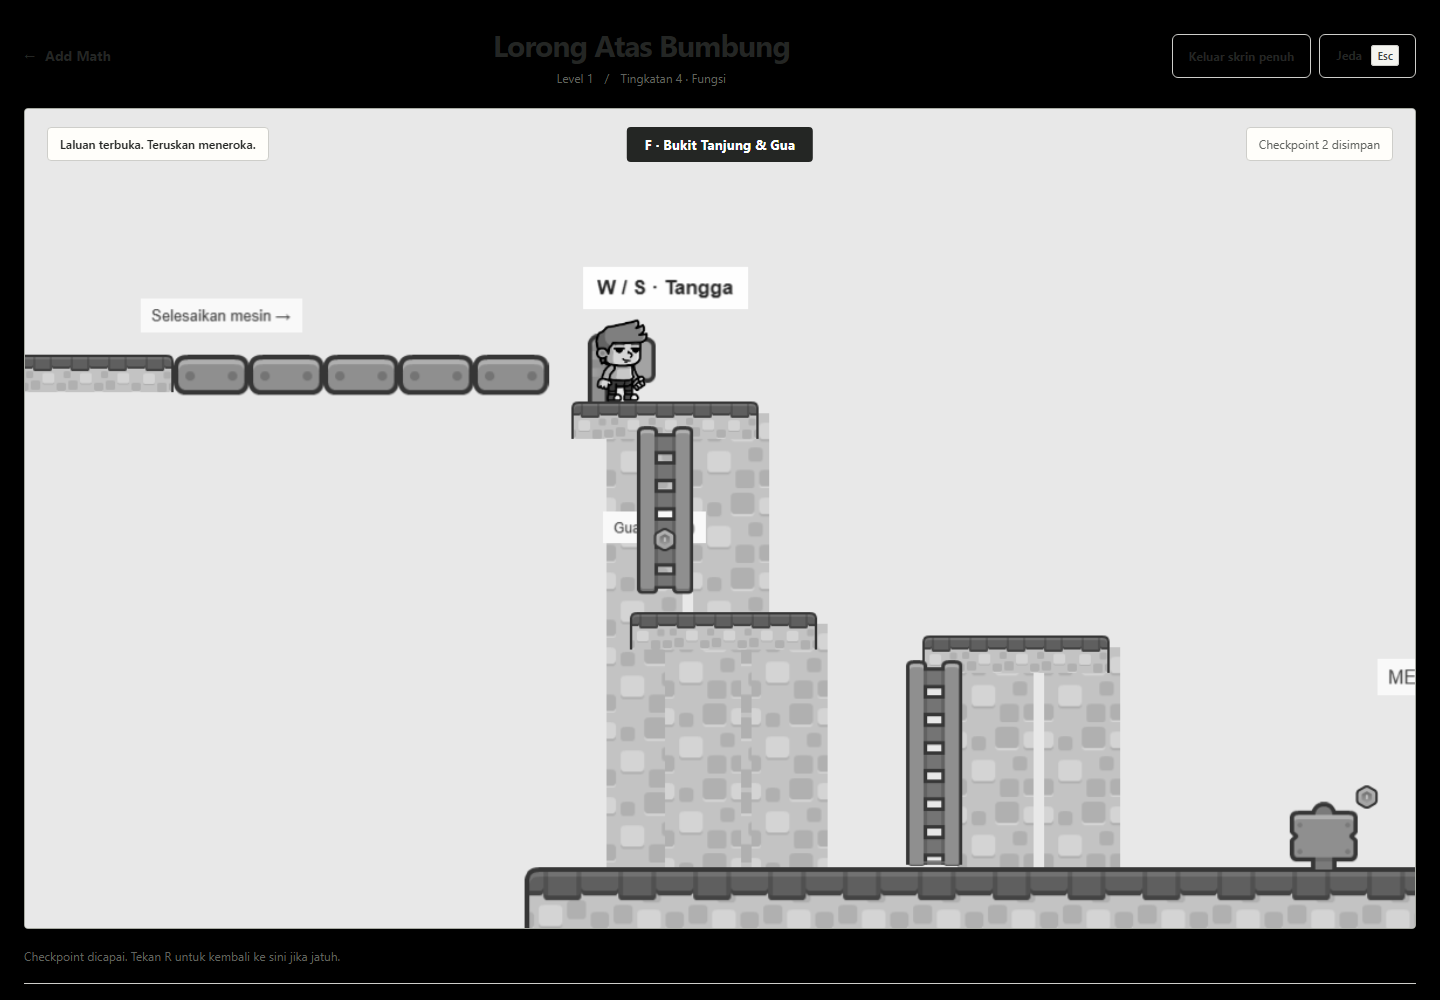 ← Add Math
Lorong Atas Bumbung
Level 1 / Tingkatan 4 · Fungsi
Keluar skrin penuh
Jeda Esc
Laluan terbuka. Teruskan meneroka.
F · Bukit Tanjung & Gua
Checkpoint 2 disimpan
W / S · Tangga
Selesaikan mesin →
Checkpoint dicapai. Tekan R untuk kembali ke sini jika jatuh.